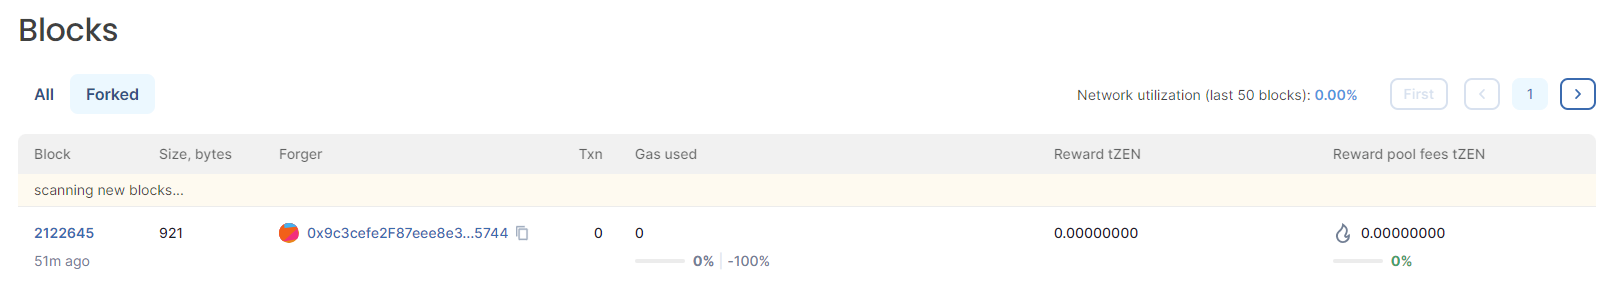 Blocks
All Forked Network utilization (last 50 blocks): 0.00% First 1
Block Size, bytes Forger Txn Gas used Reward tZEN Reward pool fees tZEN
scanning new blocks...
2122645 921 0x9c3cefe2F87eee8e3...5744 0 0 0.00000000 0.00000000
51m ago 0% -100% 0%